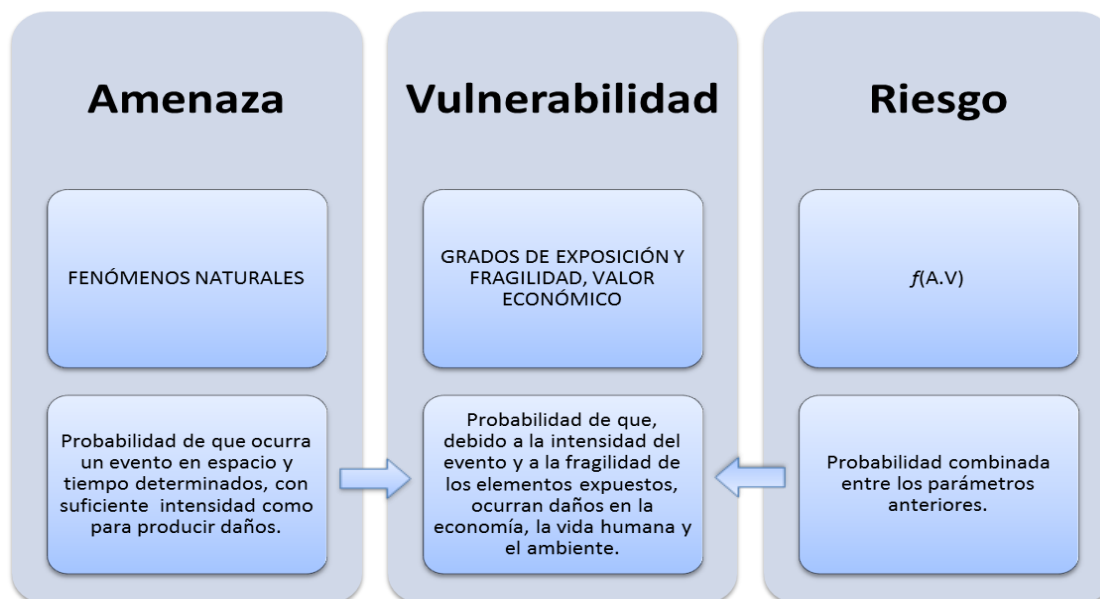 Amenaza
FENÓMENOS NATURALES
Probabilidad de que ocurra
un evento en espacio y
tiempo determinados, con
suficiente intensidad como
para producir daños.
Vulnerabilidad
GRADOS DE EXPOSICIÓN Y
FRAGILIDAD, VALOR
ECONÓMICO
Probabilidad de que,
debido a la intensidad del
evento y a la fragilidad de
los elementos expuestos,
ocurran daños en la
economía, la vida humana y
el ambiente.
Riesgo
f(A.V)
Probabilidad combinada
entre los parámetros
anteriores.